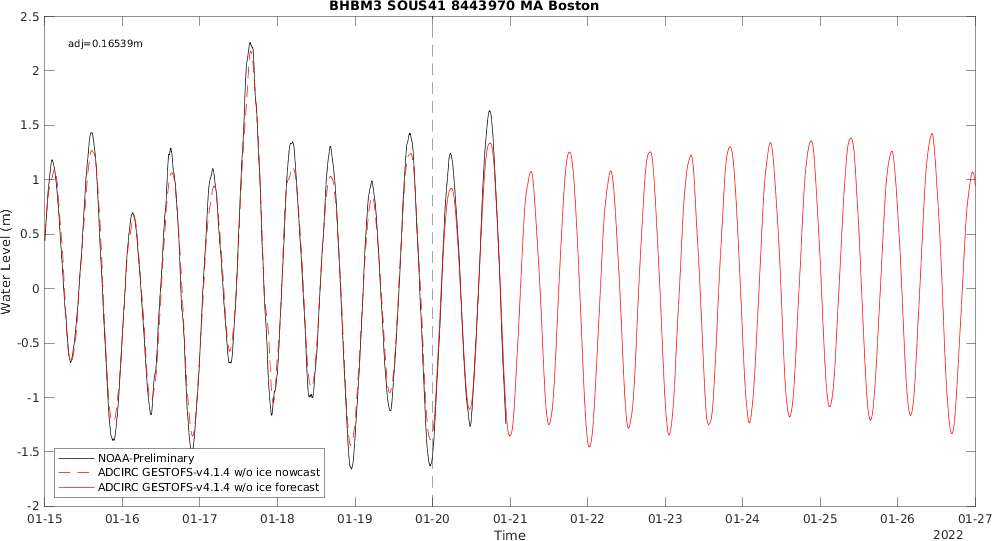 BHBM3 SOUS41 8443970 MA Boston
adj=0.16539m
2.5
2
1.5
1
0.5
0
-0.5
-1
-1.5
-2
Water Level (m)
NOAA-Preliminary
ADCIRC GESTOFS-v4.1.4 w/o ice nowcast
ADCIRC GESTOFS-v4.1.4 w/o ice forecast
01-15 01-16 01-17 01-18 01-19 01-20 01-21 01-22 01-23 01-24 01-25 01-26 01-27
Time
2022